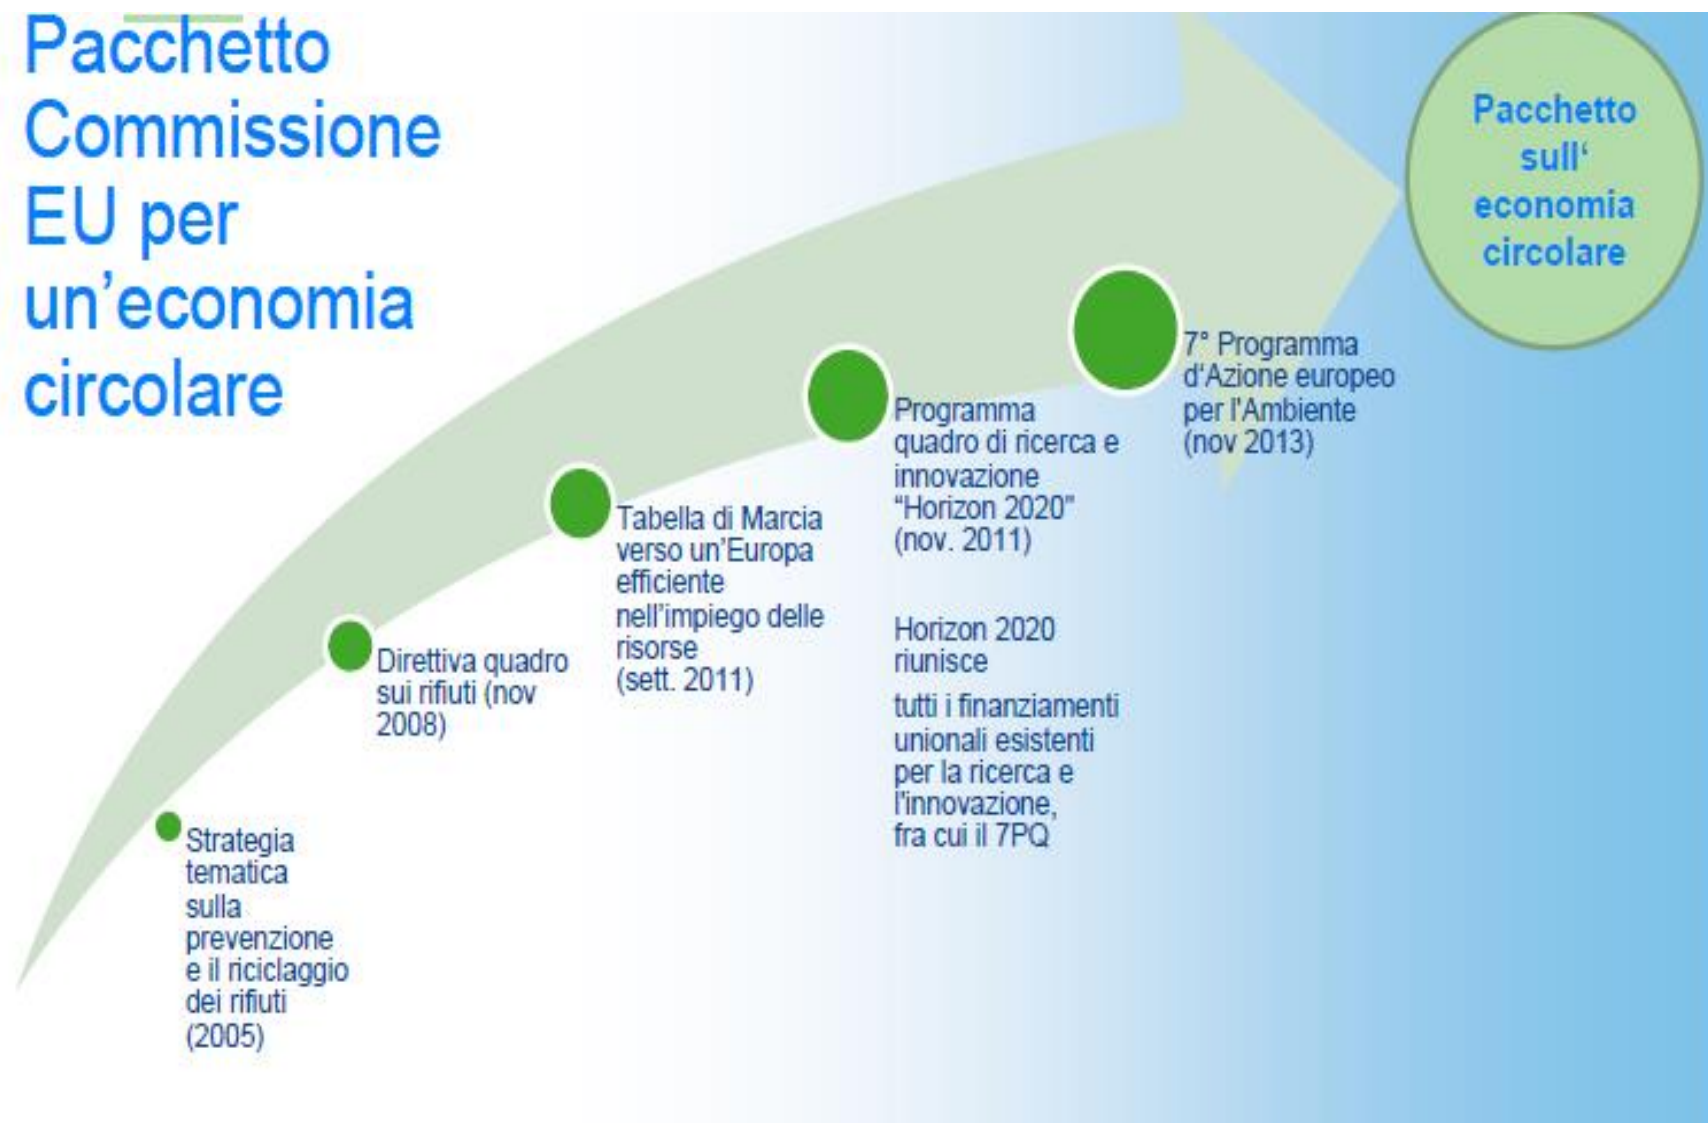 Pacchetto
Commissione
EU per
un’economia
circolare
Pacchetto
sull‘
economia
circolare
7° Programma
d‘Azione europeo
per l'Ambiente
(nov 2013)
Programma
quadro di ricerca e
innovazione
“Horizon 2020”
(nov. 2011)
Horizon 2020
riunisce
tutti i finanziamenti
unionali esistenti
per la ricerca e
l'innovazione,
fra cui il 7PQ
Tabella di Marcia
verso un’Europa
efficiente
nell’impiego delle
risorse
(sett. 2011)
Direttiva quadro
sui rifiuti (nov
2008)
Strategia
tematica
sulla
prevenzione
e il riciclaggio
dei rifiuti
(2005)